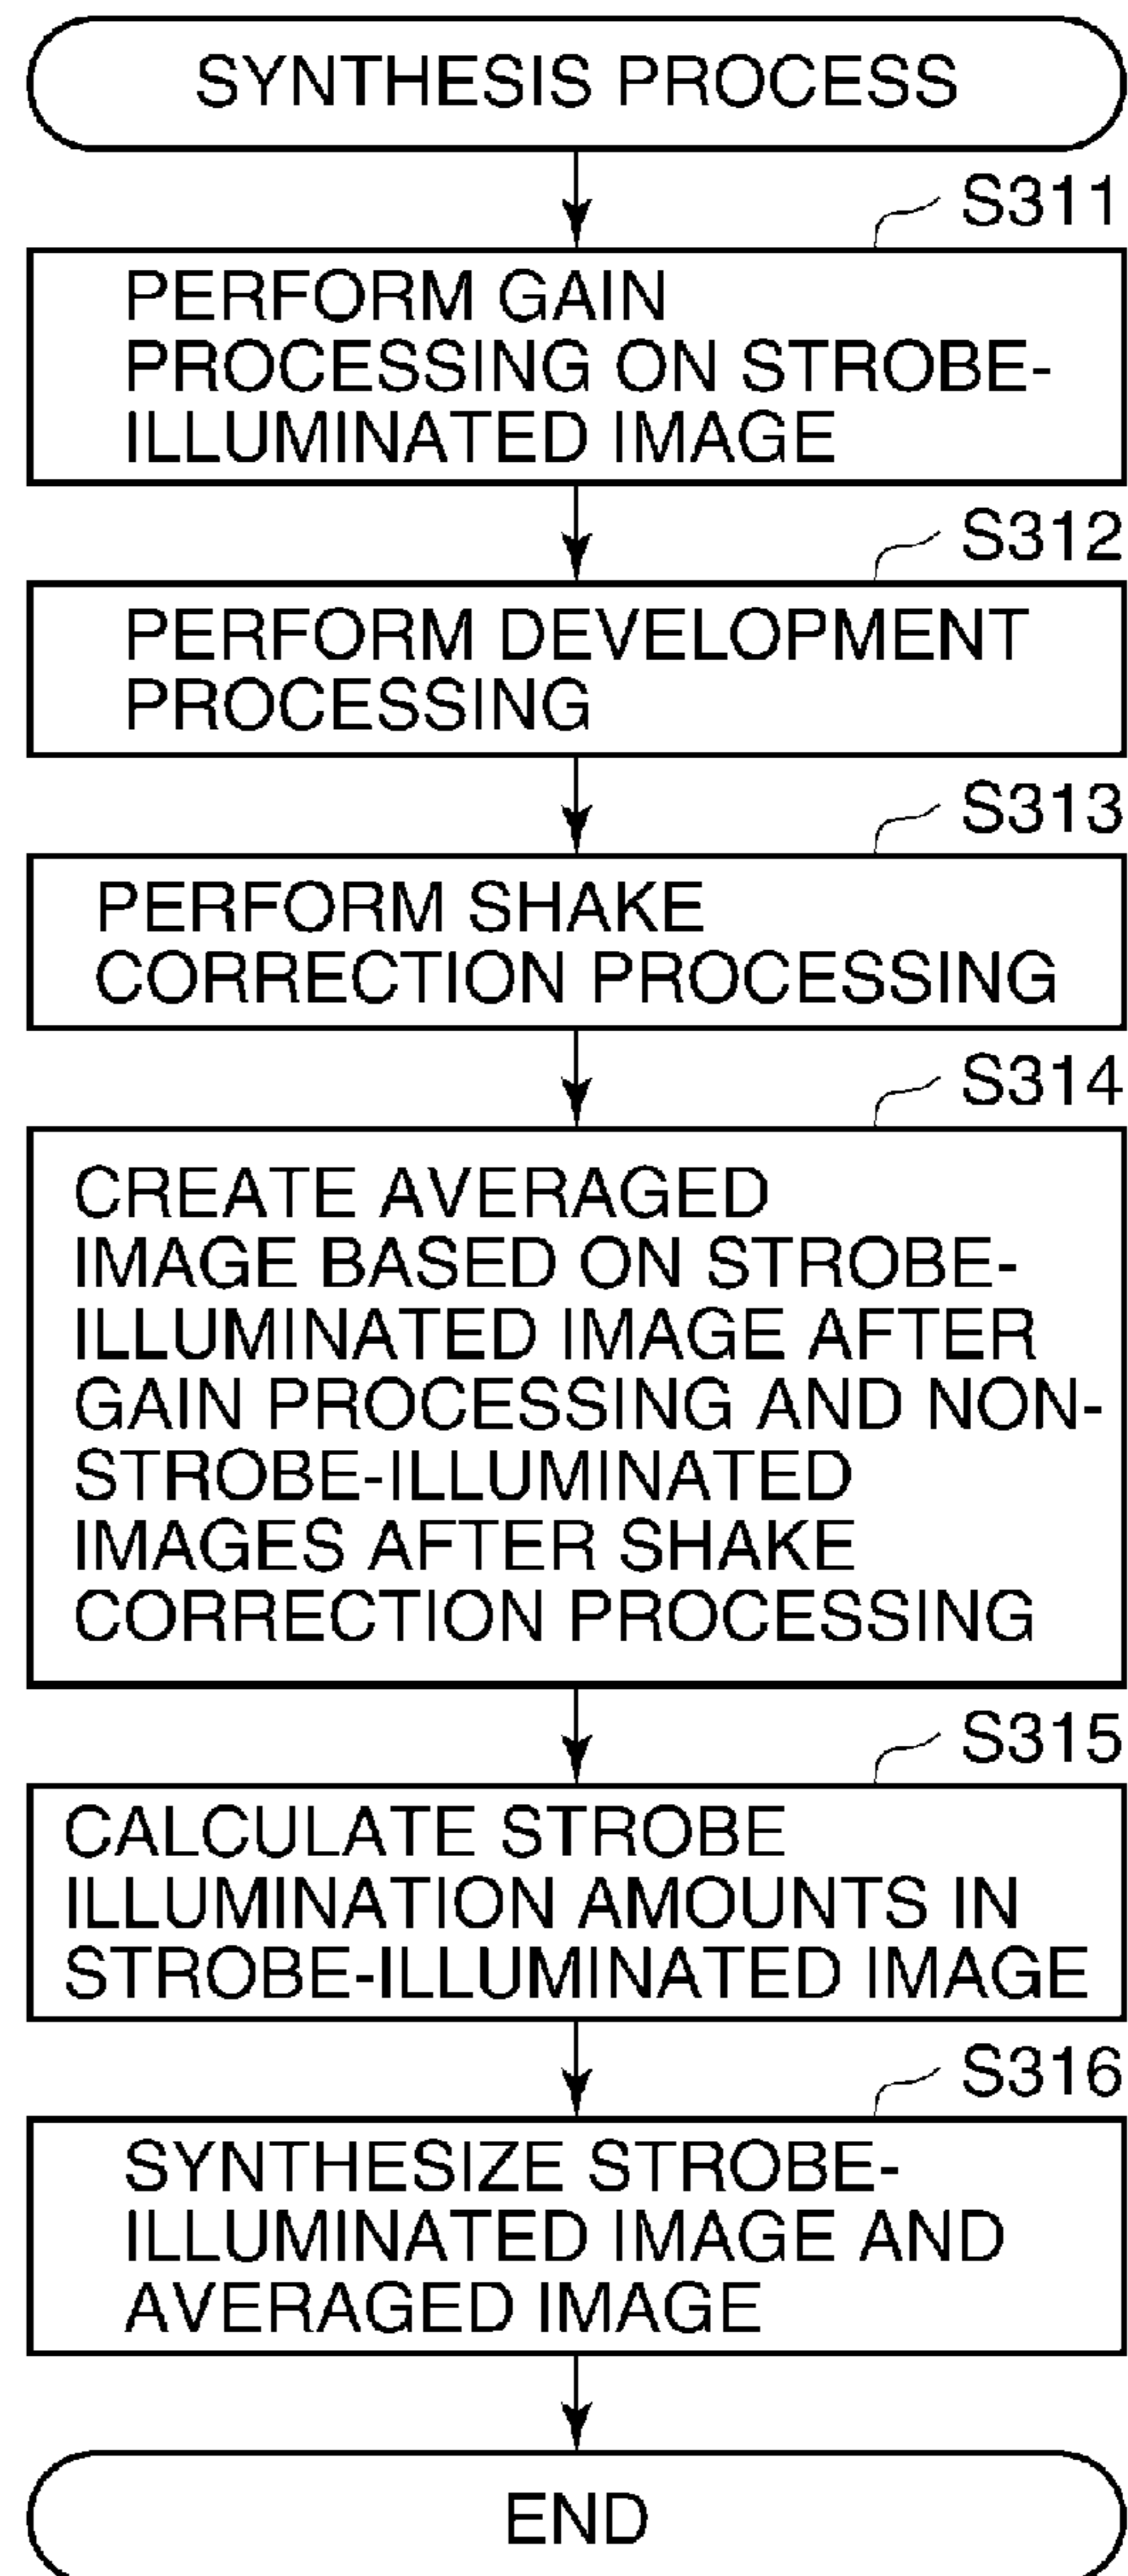 SYNTHESIS PROCESS
S311
PERFORM GAIN
PROCESSING ON STROBE-
ILLUMINATED IMAGE
S312
PERFORM DEVELOPMENT
PROCESSING
S313
PERFORM SHAKE
CORRECTION PROCESSING
S314
CREATE AVERAGED
IMAGE BASED ON STROBE-
ILLUMINATED IMAGE AFTER
GAIN PROCESSING AND NON-
STROBE-ILLUMINATED
IMAGES AFTER SHAKE
CORRECTION PROCESSING
S315
CALCULATE STROBE
ILLUMINATION AMOUNTS IN
STROBE-ILLUMINATED IMAGE
S316
SYNTHESIZE STROBE-
ILLUMINATED IMAGE AND
AVERAGED IMAGE
END